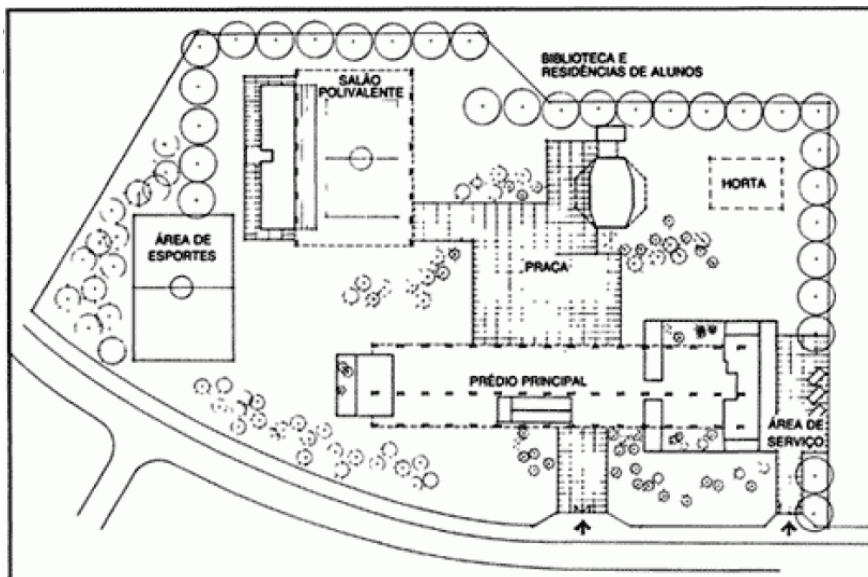 BIBLIOTECA E
RESIDÊNCIAS DE ALUNOS
SALÃO
POLIVALENTE
HORTA
ÁREA DE
ESPORTES
PRAÇA
PRÉDIO PRINCIPAL
ÁREA DE
SERVIÇO